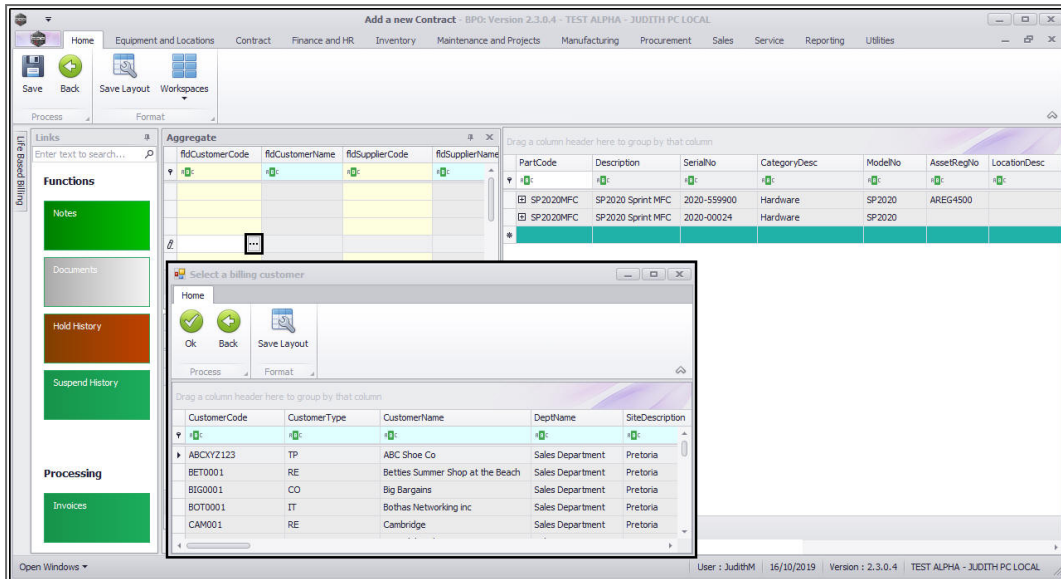 Add a new Contract - BPO: Version 2.3.0.4 - TEST ALPHA - JUDITH PC LOCAL
Home Equipment and Locations Contract Finance and HR Inventory Maintenance and Projects Manufacturing Procurement Sales Service Reporting Utilities
Save Back Save Layout Workspaces
Process Format
Life Based Billing
Links
Enter text to search...
Functions
Notes
Documents
Hold History
Suspend History
Processing
Invoices
Aggregate
fldCustomerCode fldCustomerName fldSupplierCode fldSupplierName
Drag a column header here to group by that column
PartCode Description SerialNo CategoryDesc ModelNo AssetRegNo LocationDesc
SP2020MFC SP2020 Sprint MFC 2020-559900 Hardware SP2020 AREG4500
SP2020MFC SP2020 Sprint MFC 2020-00024 Hardware SP2020
Select a billing customer
Home
Ok Back Save Layout
Process Format
Drag a column header here to group by that column
CustomerCode CustomerType CustomerName DeptName SiteDescription
ABCXYZ123 TP ABC Shoe Co Sales Department Pretoria
BET0001 RE Betties Summer Shop at the Beach Sales Department Pretoria
BIG0001 CO Big Bargains Sales Department Pretoria
BOT0001 IT Bothas Networking inc Sales Department Pretoria
CAM001 RE Cambridge Sales Department Pretoria
Open Windows User : JudithM 16/10/2019 Version : 2.3.0.4 TEST ALPHA - JUDITH PC LOCAL